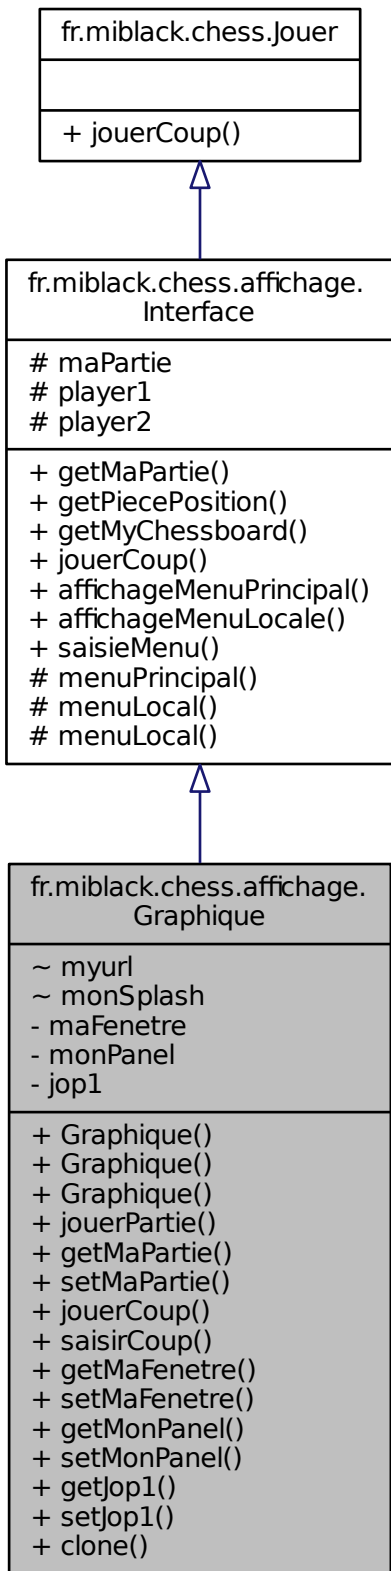 fr.miblack.chess.Jouer
+ jouerCoup()
fr.miblack.chess.affichage.
Interface
# maPartie
# player1
# player2
+ getMaPartie()
+ getPiecePosition()
+ getMyChessboard()
+ jouerCoup()
+ affichageMenuPrincipal()
+ affichageMenuLocale()
+ saisieMenu()
# menuPrincipal()
# menuLocal()
# menuLocal()
fr.miblack.chess.affichage.
Graphique
~ myurl
~ monSplash
- maFenetre
- monPanel
- jop1
+ Graphique()
+ Graphique()
+ Graphique()
+ jouerPartie()
+ getMaPartie()
+ setMaPartie()
+ jouerCoup()
+ saisirCoup()
+ getMaFenetre()
+ setMaFenetre()
+ getMonPanel()
+ setMonPanel()
+ getJop1()
+ setJop1()
+ clone()